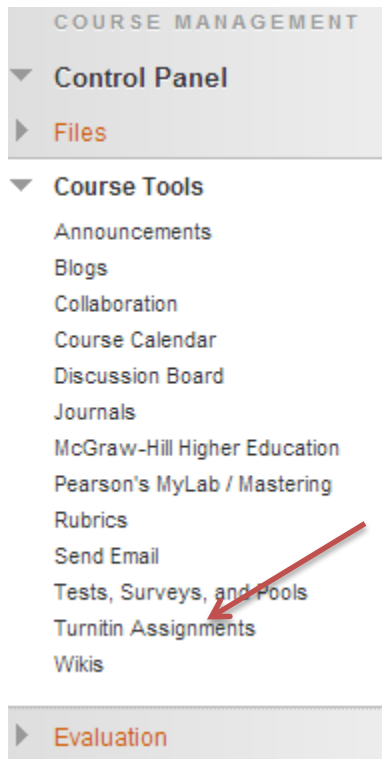 COURSE MANAGEMENT
Control Panel
Files
Course Tools
Announcements
Blogs
Collaboration
Course Calendar
Discussion Board
Journals
McGraw-Hill Higher Education
Pearson's MyLab / Mastering
Rubrics
Send Email
Tests, Surveys, and Pools
Turnitin Assignments
Wikis
Evaluation